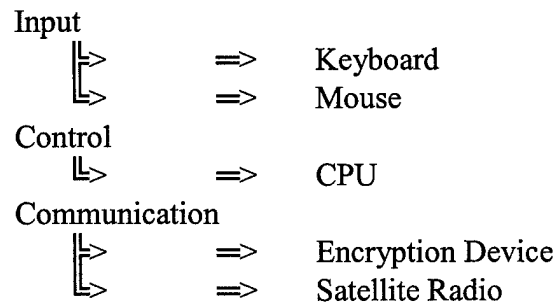 Input
╠> => Keyboard
╚> => Mouse
Control
╚> => CPU
Communication
╠> => Encryption Device
╚> => Satellite Radio